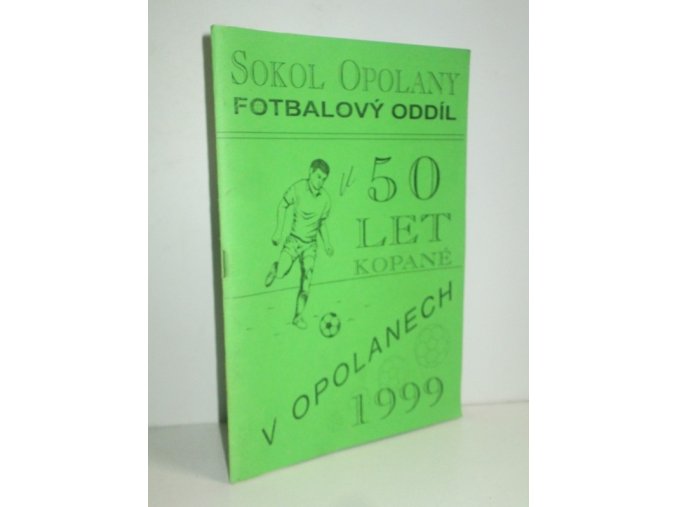 SOKOL OPOLANY
FOTBALOVÝ ODDÍL
50
LET
KOPANÉ
V OPOLANECH
1999